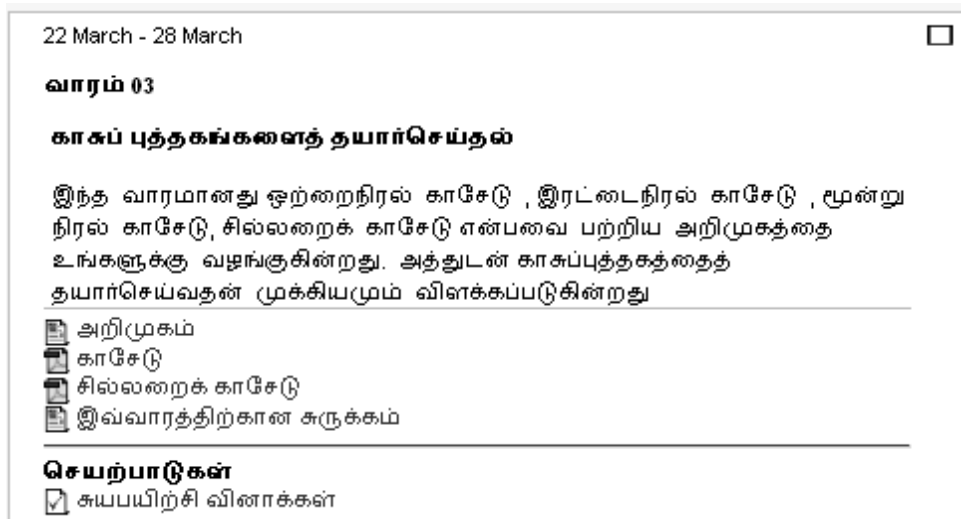 22 March - 28 March
வாரம் 03
காசுப் புத்தகங்களைத் தயார்செய்தல்
இந்த வாரமானது ஒற்றைநிரல் காசேடு , இரட்டைநிரல் காசேடு , மூன்று
நிரல் காசேடு, சில்லறைக் காசேடு என்பவை பற்றிய அறிமுகத்தை
உங்களுக்கு வழங்குகின்றது. அத்துடன் காசுப்புத்தகத்தைத்
தயார்செய்வதன் முக்கியமும் விளக்கப்படுகின்றது
அறிமுகம்
காசேடு
சில்லறைக் காசேடு
இவ்வாரத்திற்கான சுருக்கம்
செயற்பாடுகள்
சுயபயிற்சி வினாக்கள்